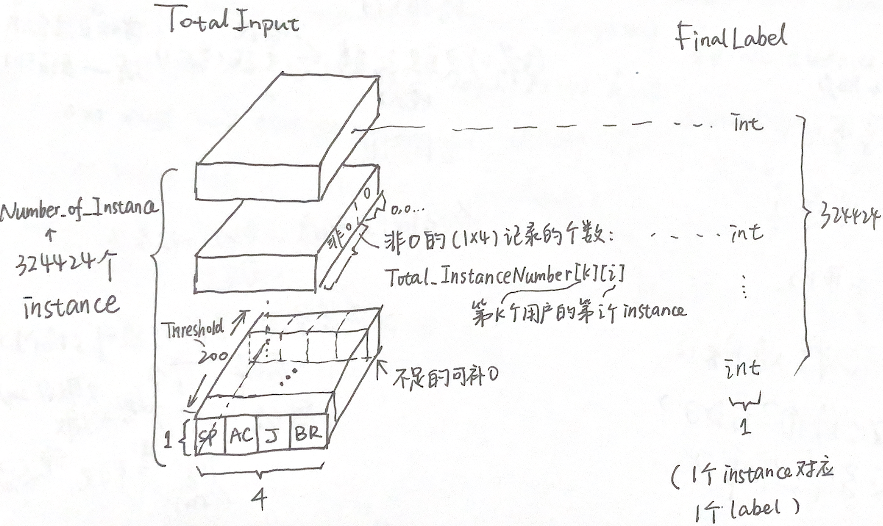 Total Input
Final Label
int
Number_of_Instance
324424个
instance
0
0
非0
0,0...
非0的(1×4)记录的个数:
int
324424
Total_InstanceNumber[k][i]
第k个用户的第i个instance
Threshold
200
不足的可补0
int
1
SP AC J BR
1
4
(1个instance对应
1个label)